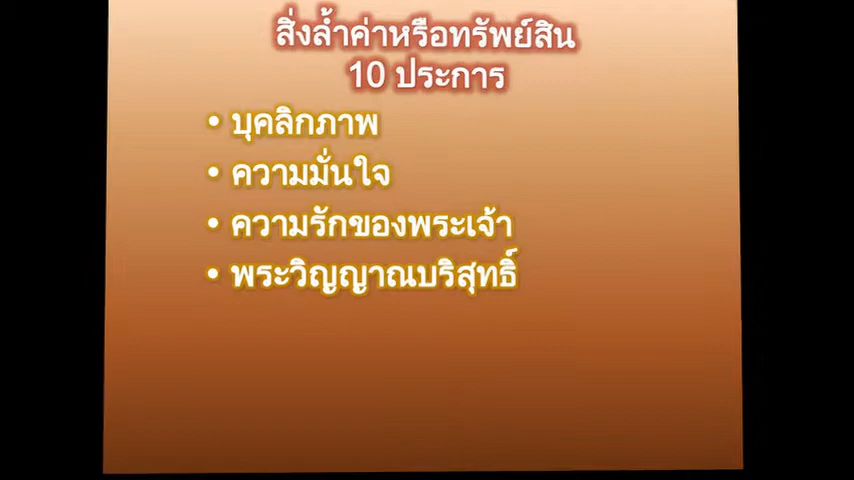 สิ่งล้ำค่าหรือทรัพย์สิน
10 ประการ
• บุคลิกภาพ
• ความมั่นใจ
• ความรักของพระเจ้า
• พระวิญญาณบริสุทธิ์